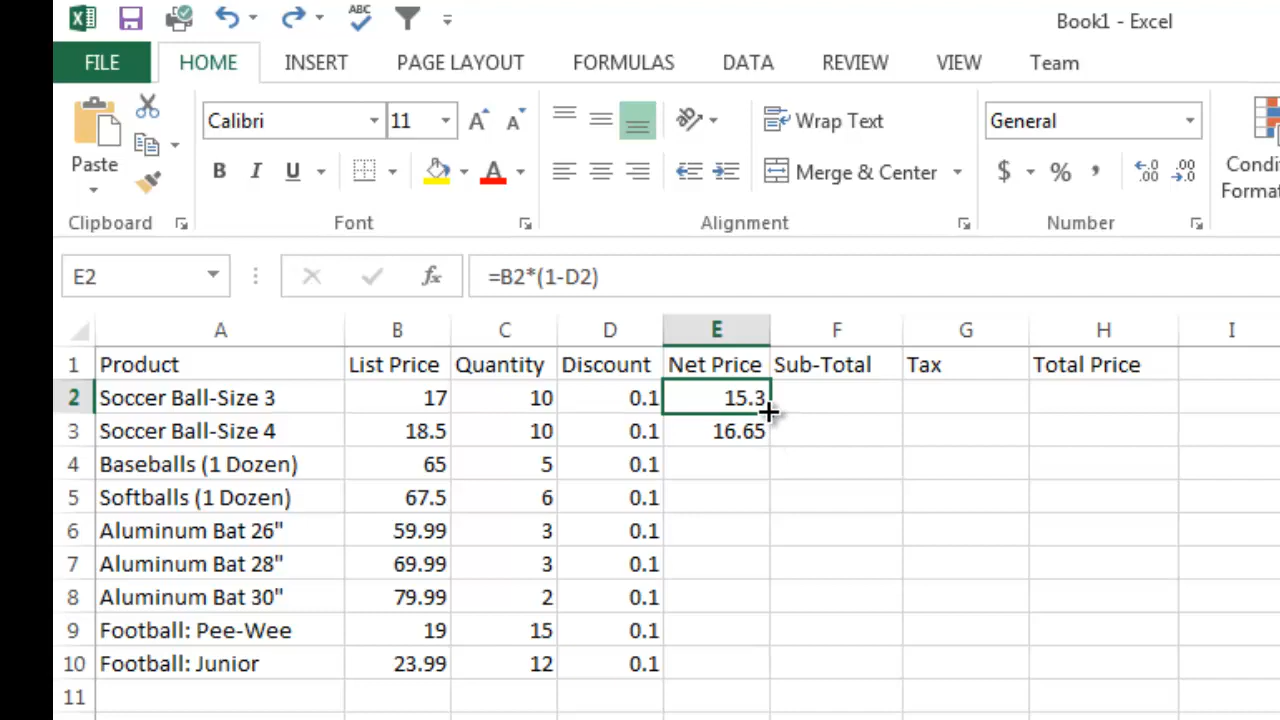 Book1 - Excel
FILE HOME INSERT PAGE LAYOUT FORMULAS DATA REVIEW VIEW Team
Calibri 11 Wrap Text General
Paste B I U Merge & Center $ % , Condi
Format
Clipboard Font Alignment Number
E2 fx =B2*(1-D2)
A B C D E F G H I
1 Product List Price Quantity Discount Net Price Sub-Total Tax Total Price
2 Soccer Ball-Size 3 17 10 0.1 15.3
3 Soccer Ball-Size 4 18.5 10 0.1 16.65
4 Baseballs (1 Dozen) 65 5 0.1
5 Softballs (1 Dozen) 67.5 6 0.1
6 Aluminum Bat 26" 59.99 3 0.1
7 Aluminum Bat 28" 69.99 3 0.1
8 Aluminum Bat 30" 79.99 2 0.1
9 Football: Pee-Wee 19 15 0.1
10 Football: Junior 23.99 12 0.1
11